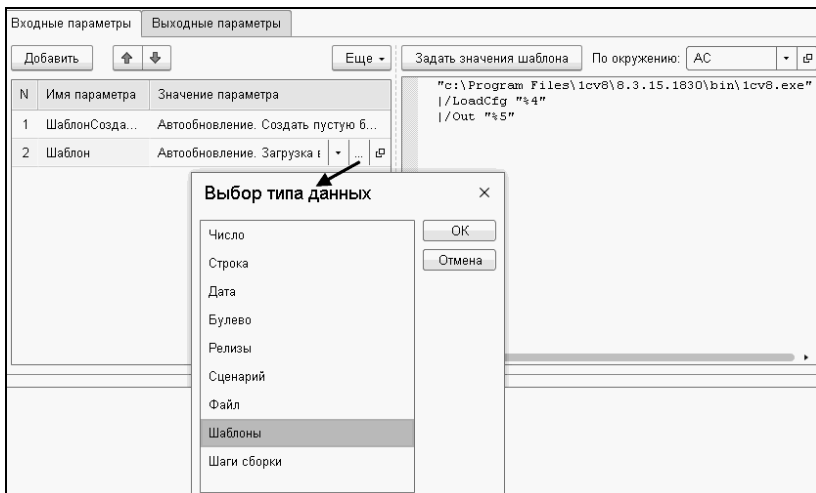 Входные параметры Выходные параметры
Добавить Еще Задать значения шаблона По окружению: АС
N Имя параметра Значение параметра
1 ШаблонСозда... Автообновление. Создать пустую б...
2 Шаблон Автообновление. Загрузка в ...
"c:\Program Files\1cv8\8.3.15.1830\bin\1cv8.exe"
|/LoadCfg "%4"
|/Out "%5"
Выбор типа данных
Число
Строка
Дата
Булево
Релизы
Сценарий
Файл
Шаблоны
Шаги сборки
ОК
Отмена